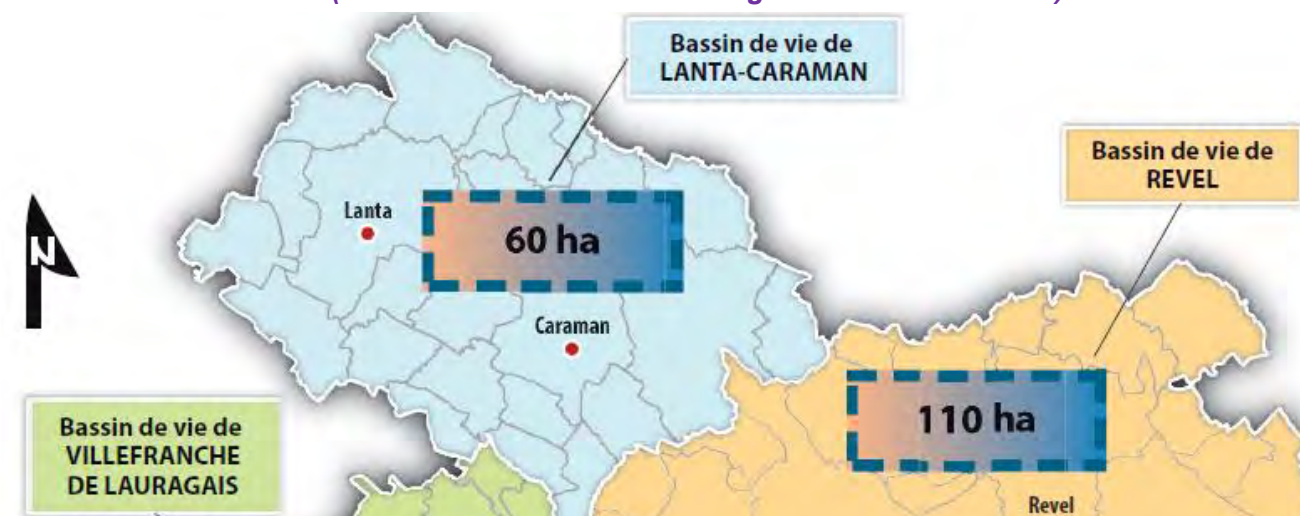 Bassin de vie de
LANTA-CARAMAN
Bassin de vie de
REVEL
N
Lanta
60 ha
Caraman
110 ha
Bassin de vie de
VILLEFRANCHE
DE LAURAGAIS
Revel